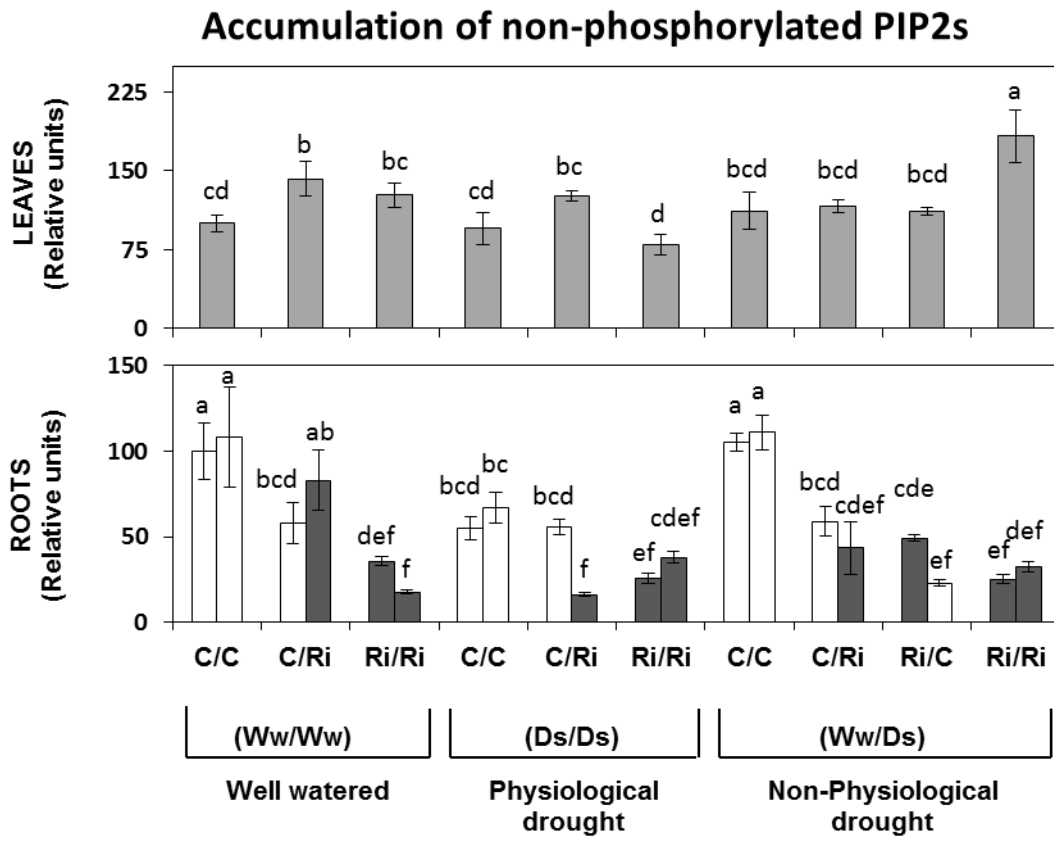 Accumulation of non-phosphorylated PIP2s
LEAVES
(Relative units)
225
150
75
0
cd
b
bc
cd
bc
d
bcd
bcd
bcd
a
ROOTS
(Relative units)
150
100
50
0
a
a
bcd
ab
def
f
bcd
bc
bcd
f
ef
cdef
a
a
bcd
cdef
cde
ef
ef
def
C/C C/Ri Ri/Ri C/C C/Ri Ri/Ri C/C C/Ri Ri/C Ri/Ri
(Ww/Ww) (Ds/Ds) (Ww/Ds)
Well watered Physiological Non-Physiological
drought drought